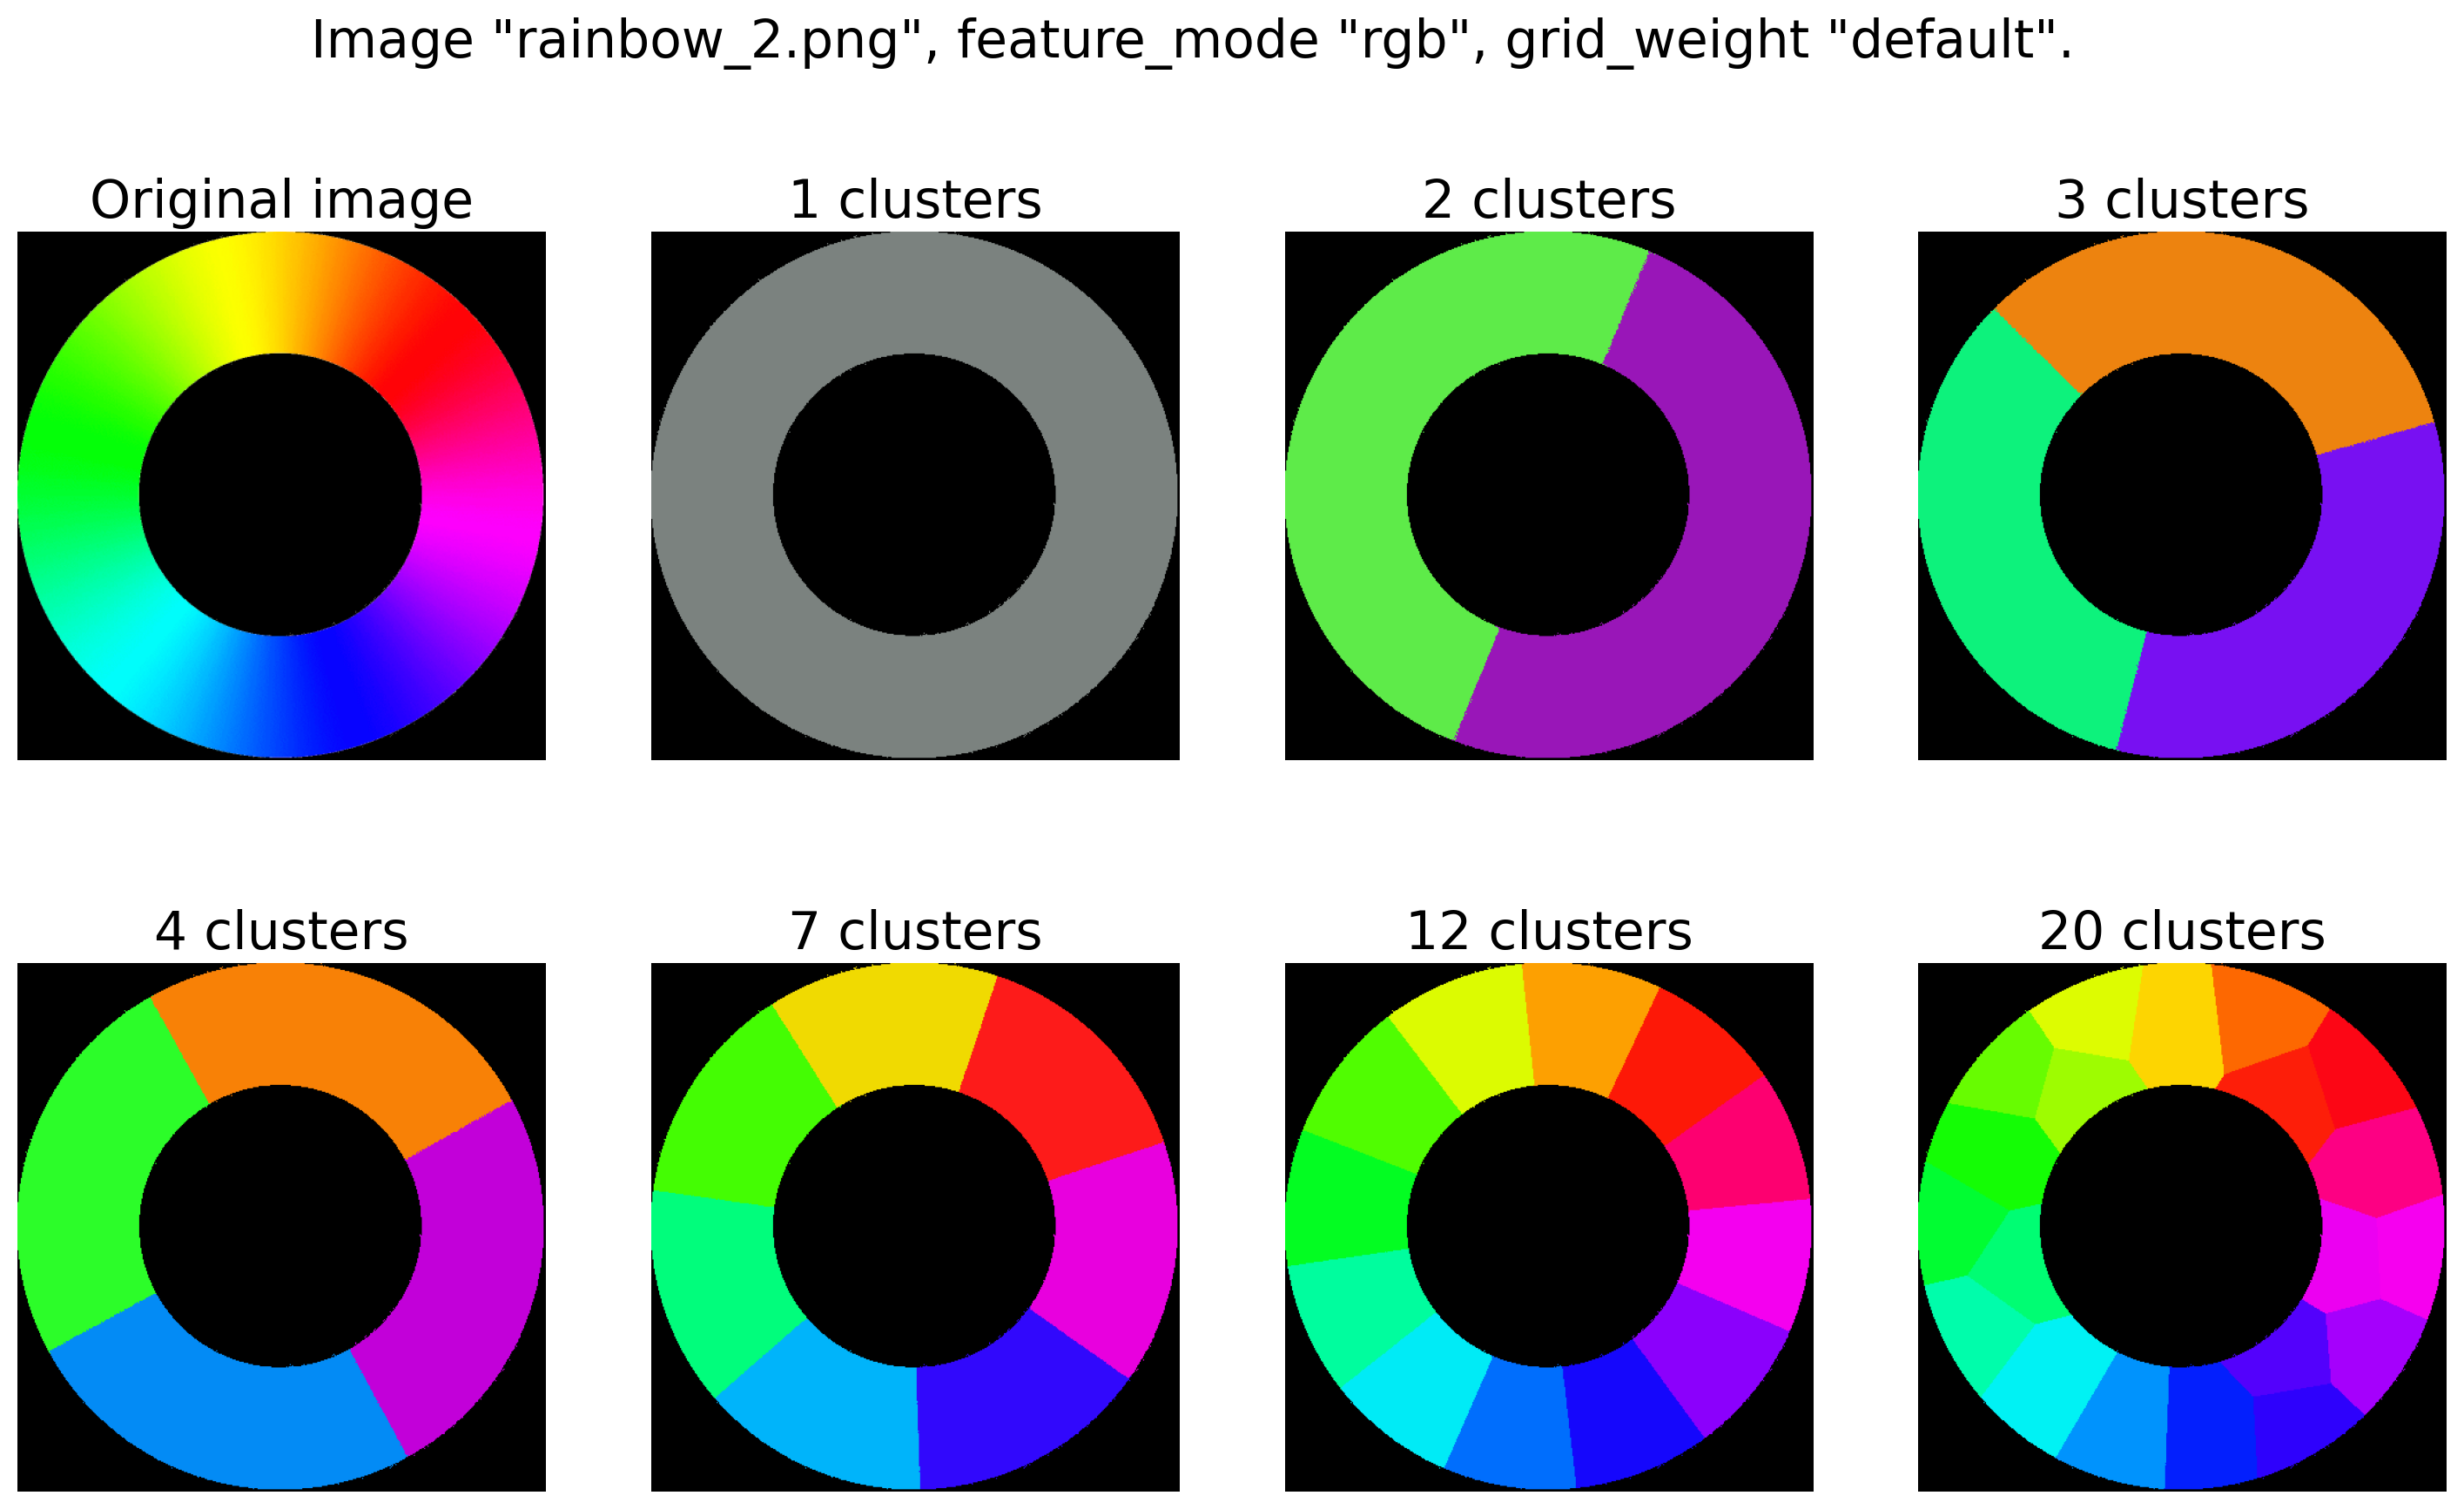 Image "rainbow_2.png", feature_mode "rgb", grid_weight "default".
Original image
1 clusters
2 clusters
3 clusters
4 clusters
7 clusters
12 clusters
20 clusters